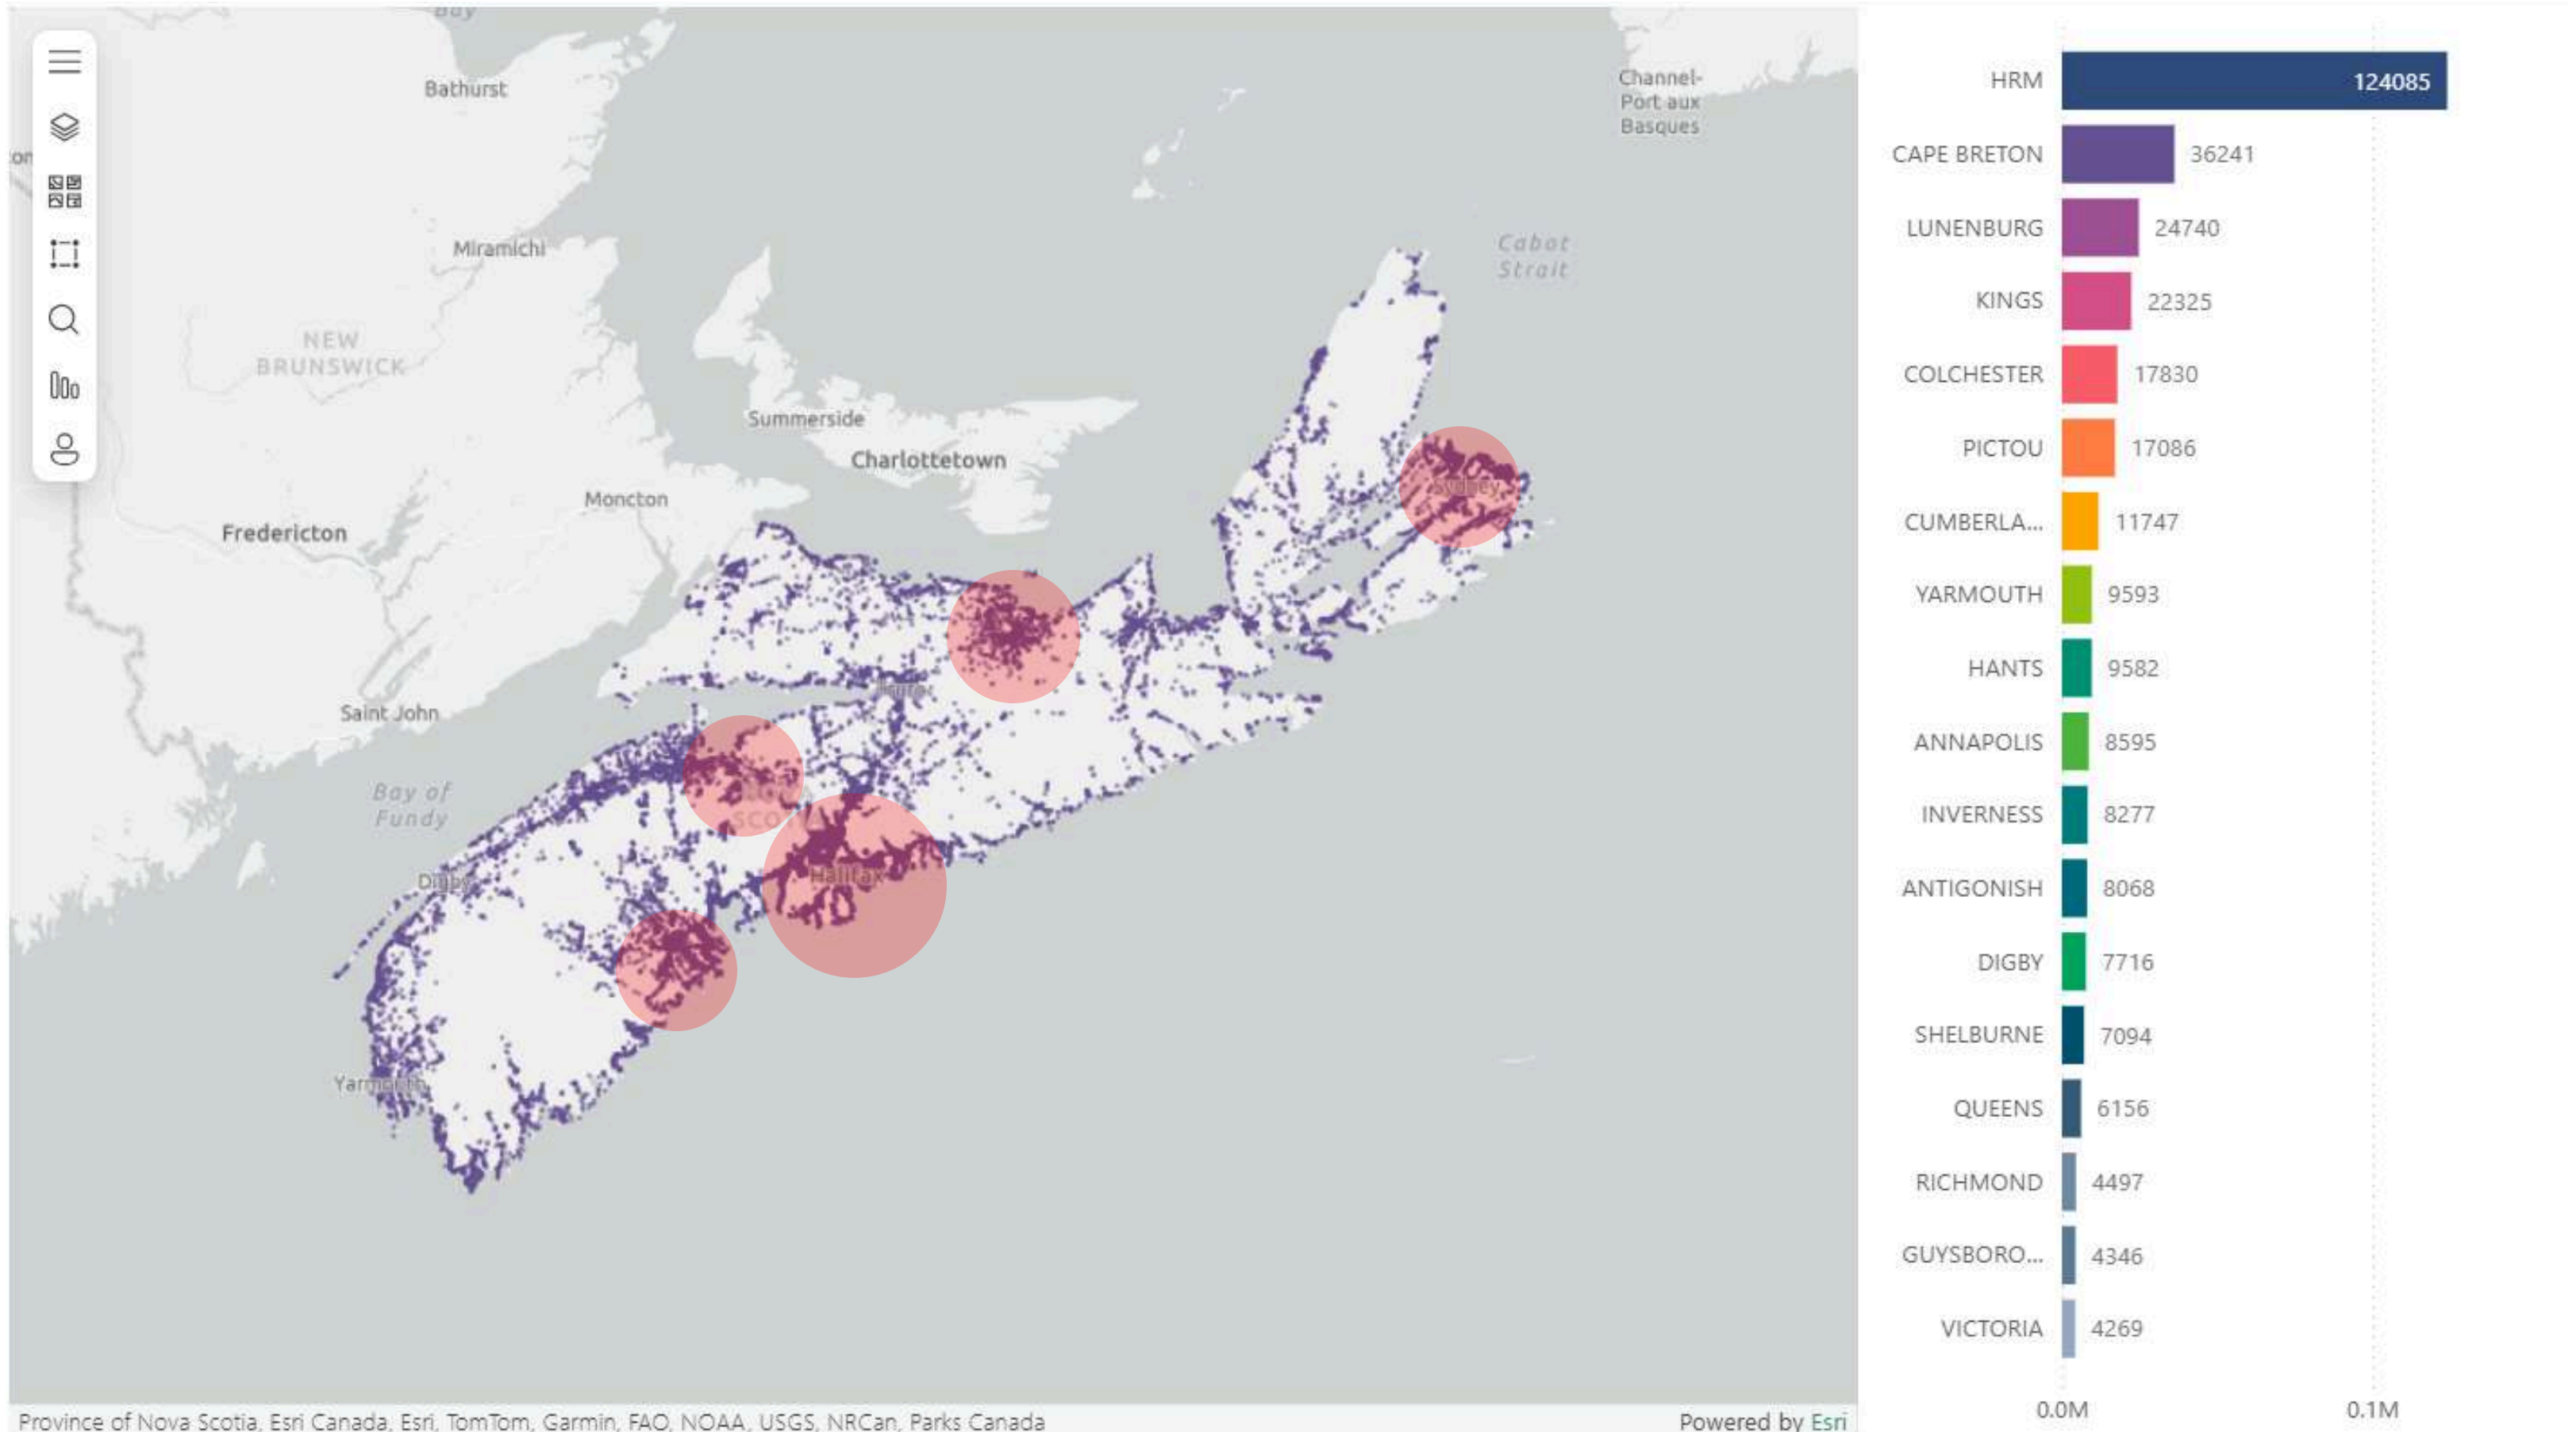 Bay
Bathurst
Channel-
Port aux
Basques
Miramichi
Cabot
Strait
NEW
BRUNSWICK
Summerside
Charlottetown
Sydney
Moncton
Fredericton
Truro
Saint John
Bay of
Fundy
SCOTIA
Halifax
Digby
Yarmouth
Province of Nova Scotia, Esri Canada, Esri, TomTom, Garmin, FAO, NOAA, USGS, NRCan, Parks Canada
Powered by Esri
HRM 124085
CAPE BRETON 36241
LUNENBURG 24740
KINGS 22325
COLCHESTER 17830
PICTOU 17086
CUMBERLA... 11747
YARMOUTH 9593
HANTS 9582
ANNAPOLIS 8595
INVERNESS 8277
ANTIGONISH 8068
DIGBY 7716
SHELBURNE 7094
QUEENS 6156
RICHMOND 4497
GUYSBORO... 4346
VICTORIA 4269
0.0M 0.1M